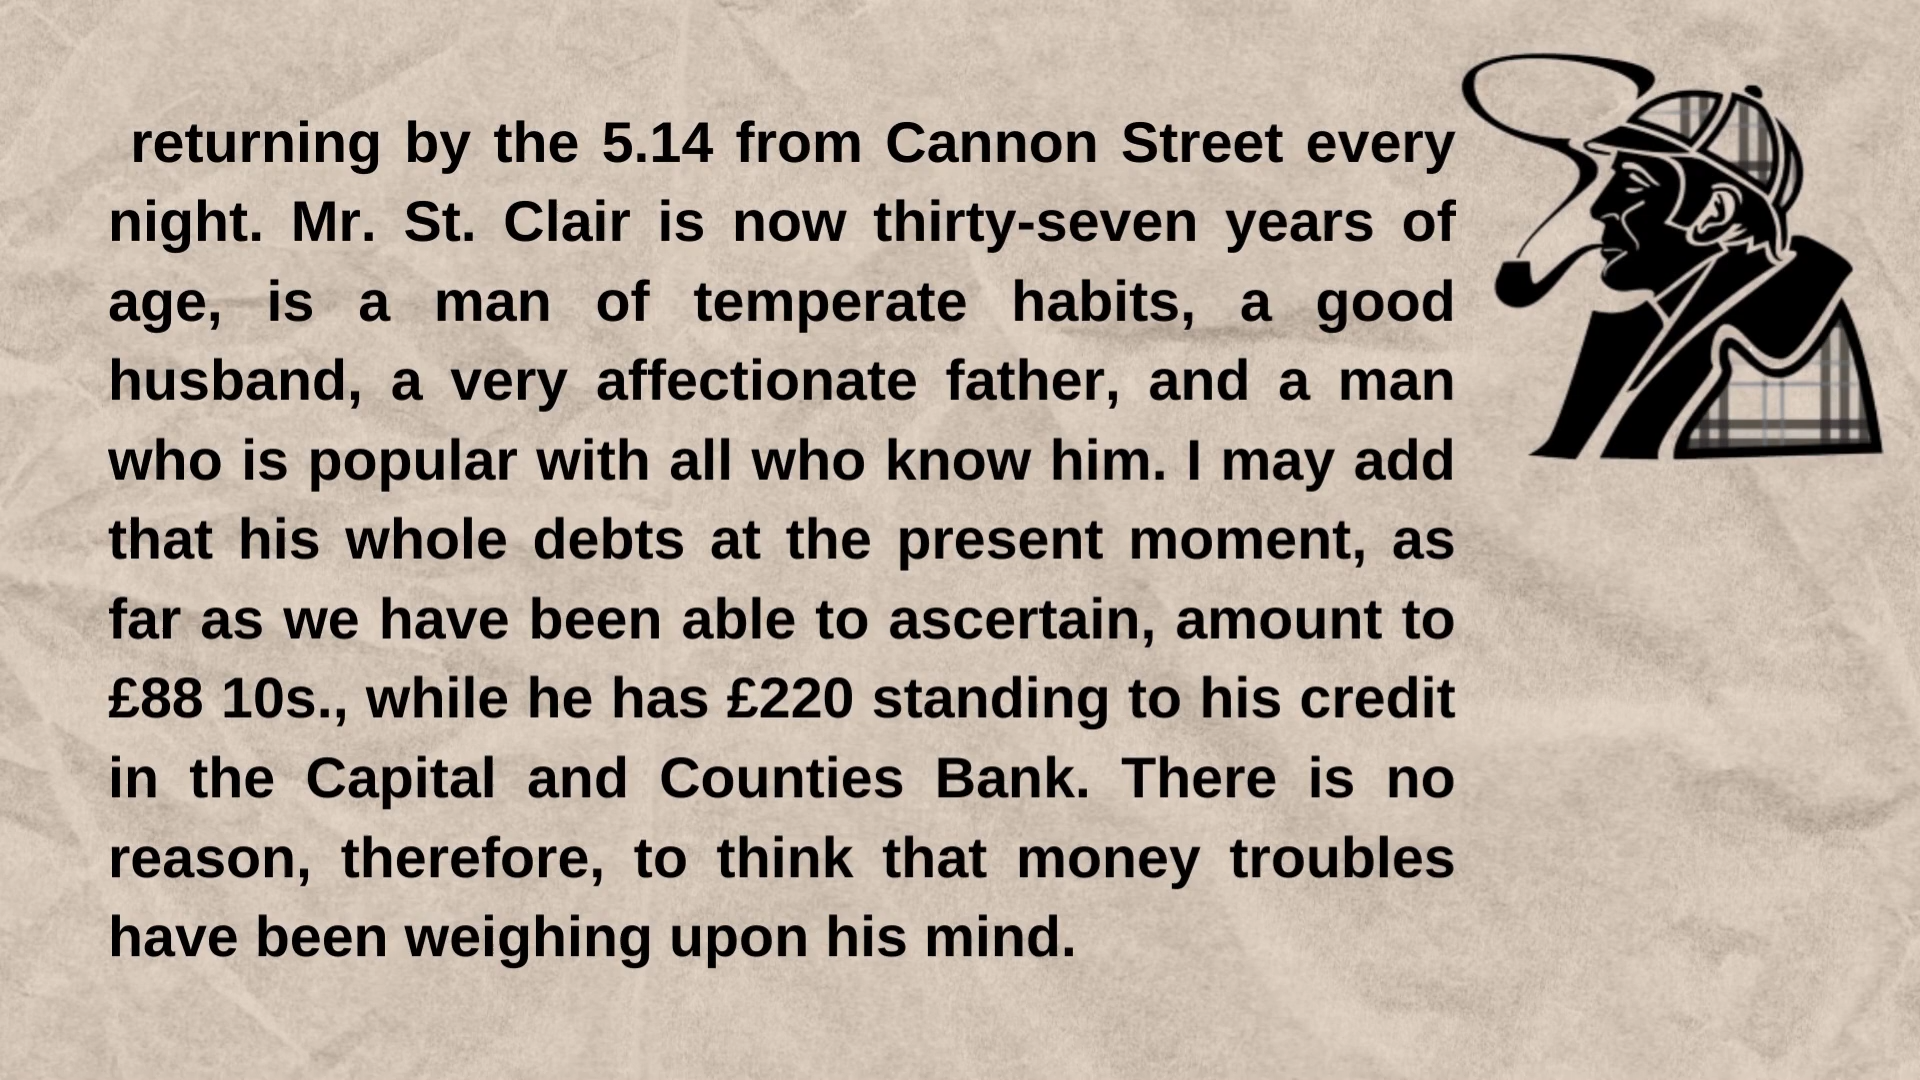 returning by the 5.14 from Cannon Street every
night. Mr. St. Clair is now thirty-seven years of
age, is a man of temperate habits, a good
husband, a very affectionate father, and a man
who is popular with all who know him. I may add
that his whole debts at the present moment, as
far as we have been able to ascertain, amount to
£88 10s., while he has £220 standing to his credit
in the Capital and Counties Bank. There is no
reason, therefore, to think that money troubles
have been weighing upon his mind.